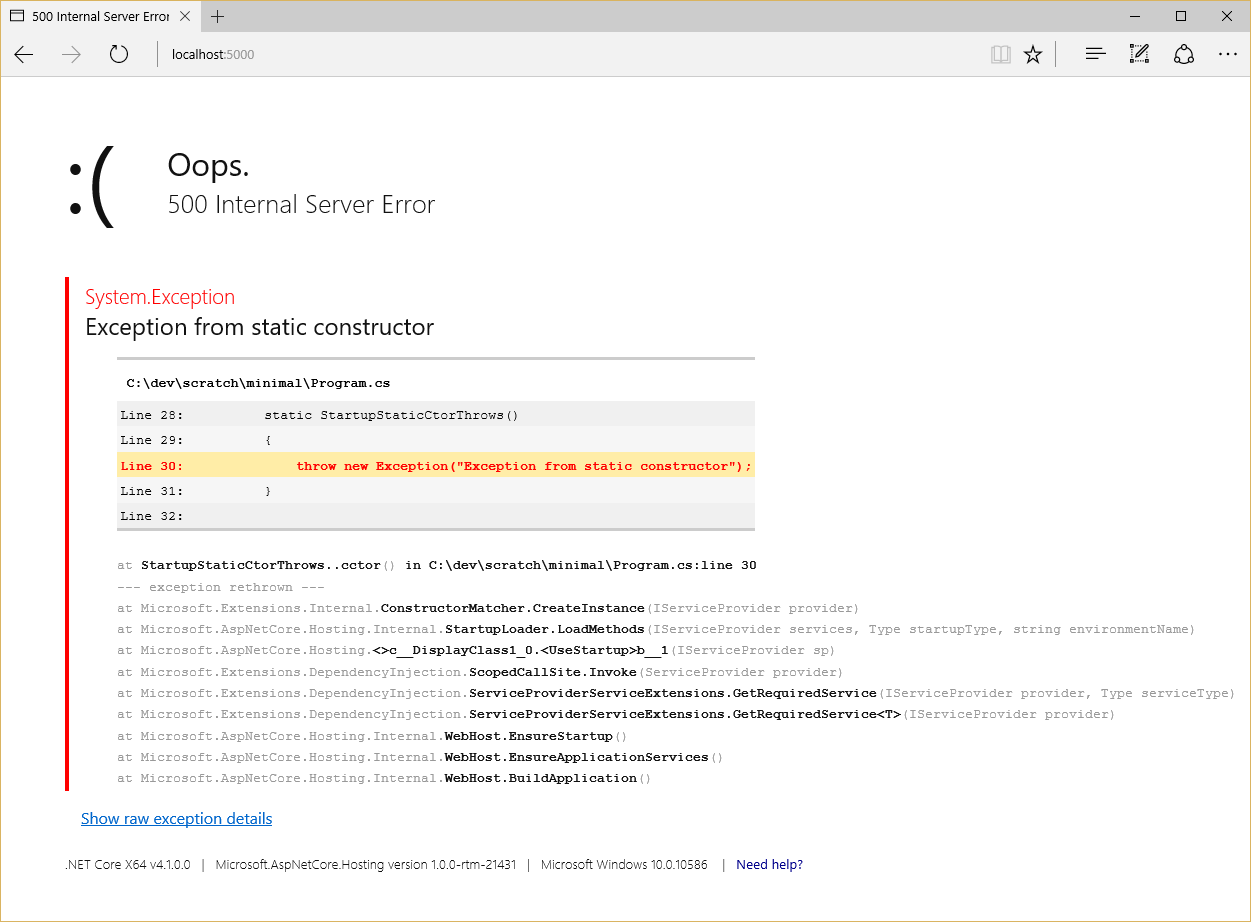 500 Internal Server Error
localhost:5000
:(
Oops.
500 Internal Server Error
System.Exception
Exception from static constructor
C:\dev\scratch\minimal\Program.cs
Line 28: static StartupStaticCtorThrows()
Line 29: {
Line 30: throw new Exception("Exception from static constructor");
Line 31: }
Line 32:
at StartupStaticCtorThrows..cctor() in C:\dev\scratch\minimal\Program.cs:line 30
--- exception rethrown ---
at Microsoft.Extensions.Internal.ConstructorMatcher.CreateInstance(IServiceProvider provider)
at Microsoft.AspNetCore.Hosting.Internal.StartupLoader.LoadMethods(IServiceProvider services, Type startupType, string environmentName)
at Microsoft.AspNetCore.Hosting.<>c__DisplayClass1_0.<UseStartup>b__1(IServiceProvider sp)
at Microsoft.Extensions.DependencyInjection.ScopedCallSite.Invoke(ServiceProvider provider)
at Microsoft.Extensions.DependencyInjection.ServiceProviderServiceExtensions.GetRequiredService(IServiceProvider provider, Type serviceType)
at Microsoft.Extensions.DependencyInjection.ServiceProviderServiceExtensions.GetRequiredService<T>(IServiceProvider provider)
at Microsoft.AspNetCore.Hosting.Internal.WebHost.EnsureStartup()
at Microsoft.AspNetCore.Hosting.Internal.WebHost.EnsureApplicationServices()
at Microsoft.AspNetCore.Hosting.Internal.WebHost.BuildApplication()
Show raw exception details
.NET Core X64 v4.1.0.0 | Microsoft.AspNetCore.Hosting version 1.0.0-rtm-21431 | Microsoft Windows 10.0.10586 | Need help?